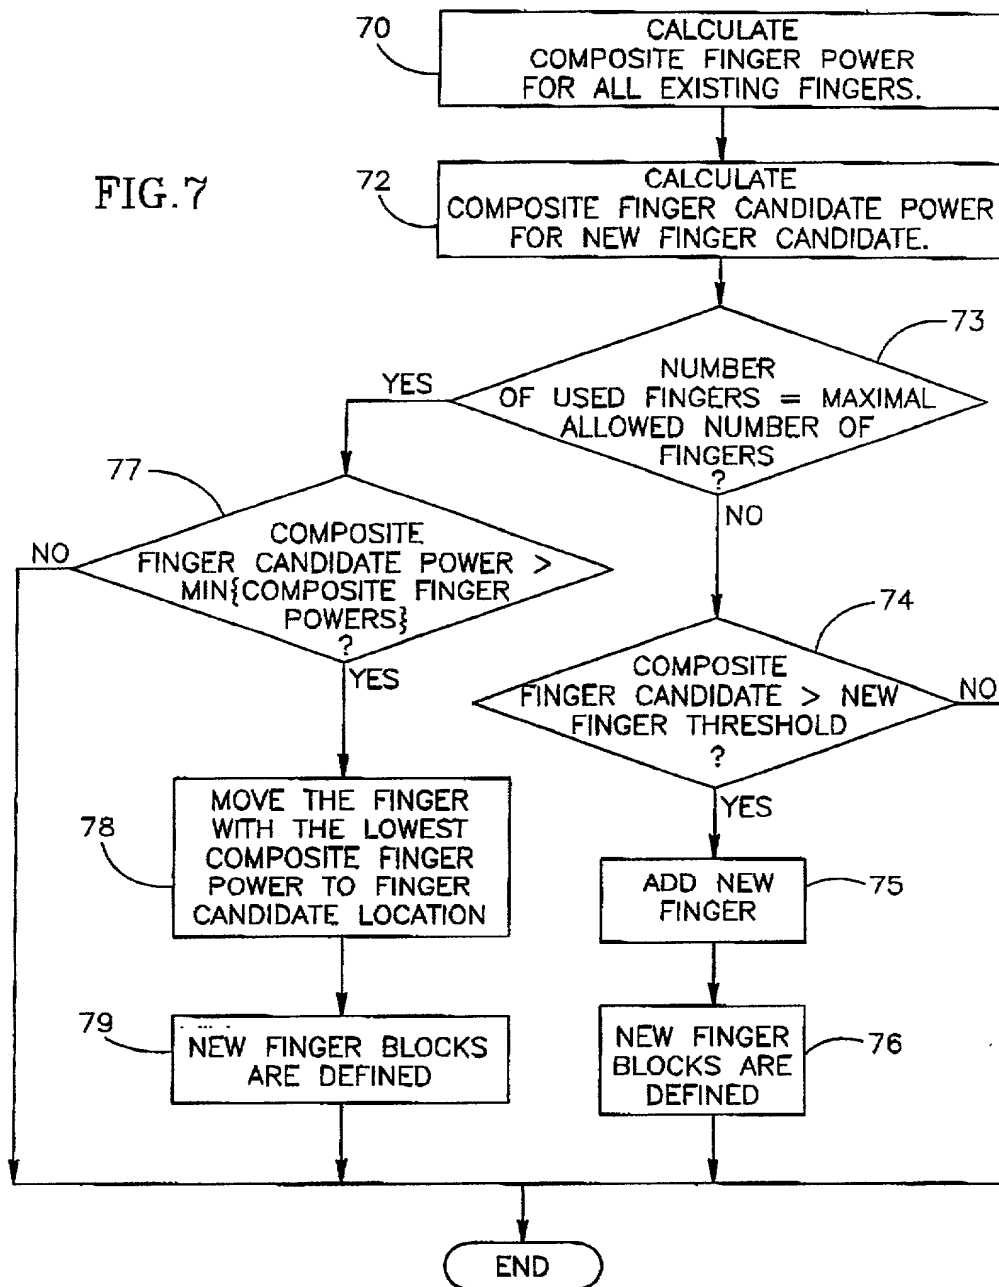 70
CALCULATE
COMPOSITE FINGER POWER
FOR ALL EXISTING FINGERS.
FIG.7
72
CALCULATE
COMPOSITE FINGER CANDIDATE POWER
FOR NEW FINGER CANDIDATE.
73
NUMBER
OF USED FINGERS = MAXIMAL
ALLOWED NUMBER OF
FINGERS
?
YES
NO
77
COMPOSITE
FINGER CANDIDATE POWER >
MIN{COMPOSITE FINGER
POWERS}
?
NO
YES
74
COMPOSITE
FINGER CANDIDATE > NEW
FINGER THRESHOLD
?
NO
YES
78
MOVE THE FINGER
WITH THE LOWEST
COMPOSITE FINGER
POWER TO FINGER
CANDIDATE LOCATION
75
ADD NEW
FINGER
79
NEW FINGER BLOCKS
ARE DEFINED
76
NEW FINGER
BLOCKS ARE
DEFINED
END